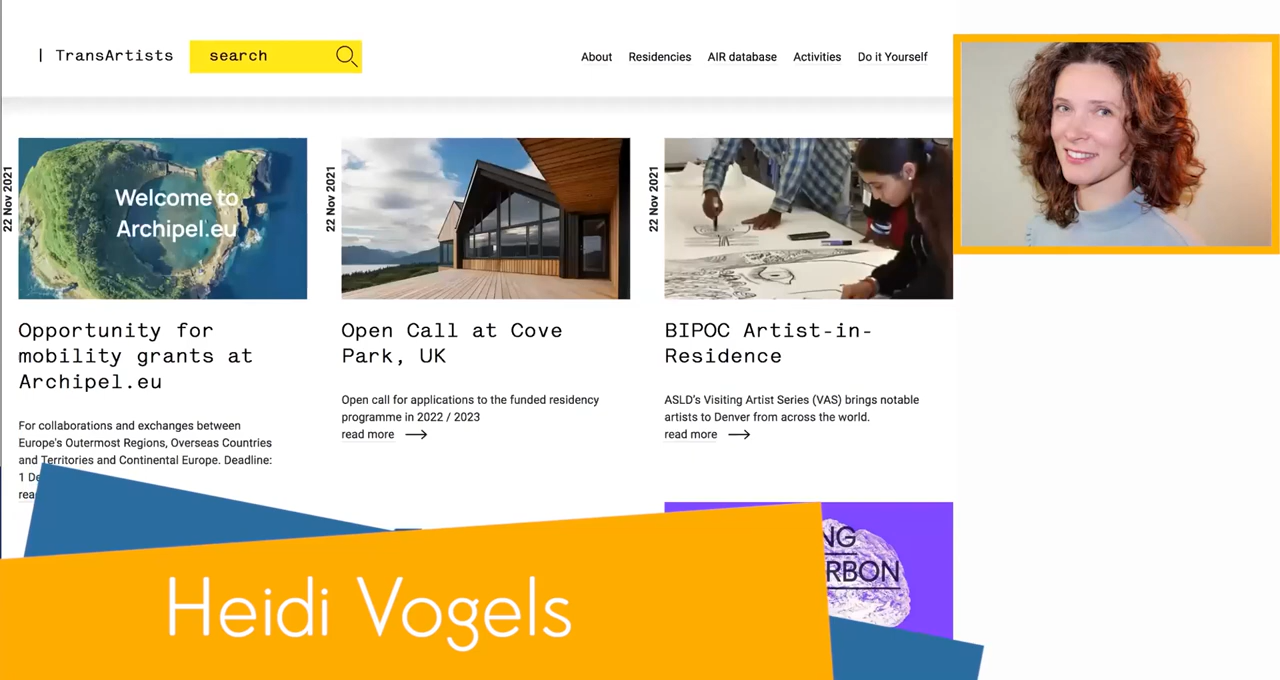 | TransArtists
search
About Residencies AIR database Activities Do it Yourself
22 Nov 2021
Welcome to
Archipel.eu
22 Nov 2021
22 Nov 2021
Opportunity for
mobility grants at
Archipel.eu
For collaborations and exchanges between
Europe's Outermost Regions, Overseas Countries
and Territories and Continental Europe. Deadline:
1
Open Call at Cove
Park, UK
Open call for applications to the funded residency
programme in 2022 / 2023
read more
BIPOC Artist-in-
Residence
ASLD's Visiting Artist Series (VAS) brings notable
artists to Denver from across the world.
read more
Heidi Vogels